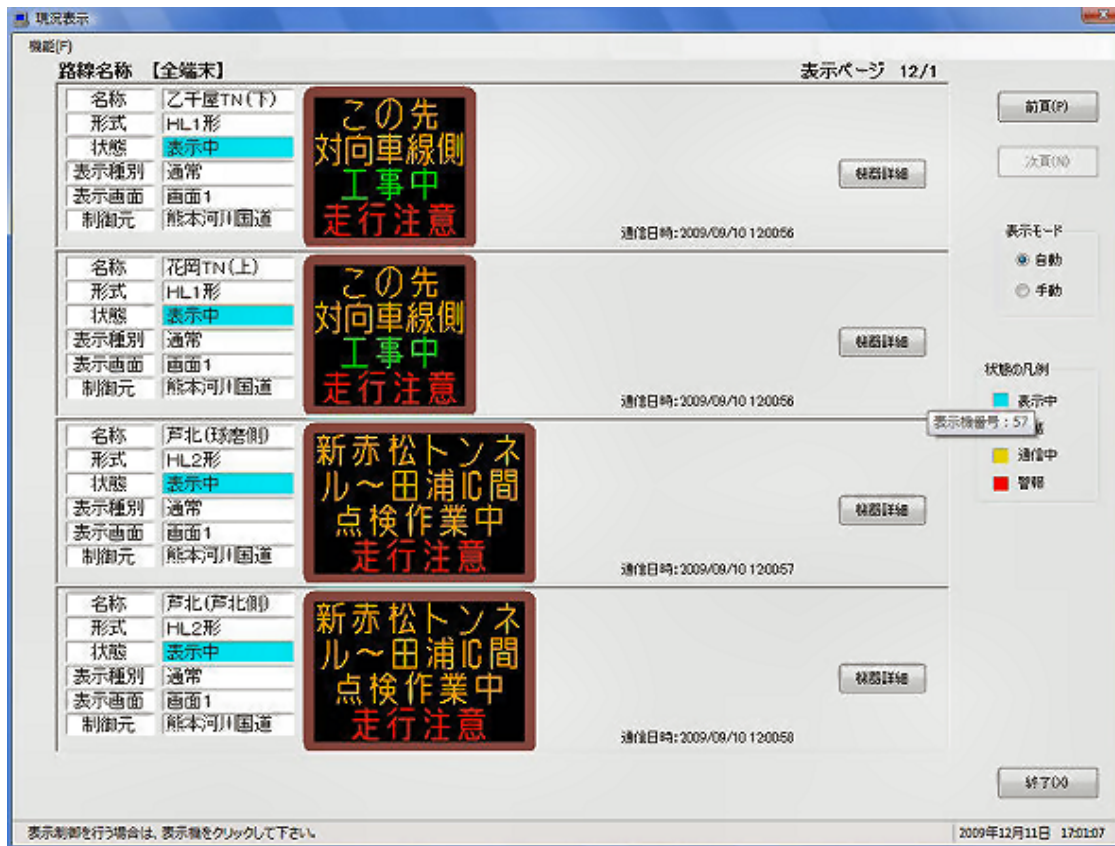 現況表示
機能(F)
路線名称 【全端末】
表示ページ 12/1
名称 乙千屋TN(下)
形式 HL1形
状態 表示中
表示種別 通常
表示画面 画面1
制御元 熊本河川国道
この先
対向車線側
工事中
走行注意
機器詳細
通信日時:2009/09/10 120056
名称 花岡TN(上)
形式 HL1形
状態 表示中
表示種別 通常
表示画面 画面1
制御元 熊本河川国道
この先
対向車線側
工事中
走行注意
機器詳細
通信日時:2009/09/10 120056
名称 芦北(球磨側)
形式 HL2形
状態 表示中
表示種別 通常
表示画面 画面1
制御元 熊本河川国道
新赤松トンネ
ル～田浦IC間
点検作業中
走行注意
機器詳細
通信日時:2009/09/10 120057
名称 芦北(芦北側)
形式 HL2形
状態 表示中
表示種別 通常
表示画面 画面1
制御元 熊本河川国道
新赤松トンネ
ル～田浦IC間
点検作業中
走行注意
機器詳細
通信日時:2009/09/10 120058
前頁(P)
次頁(N)
表示モード
自動
手動
状態の凡例
表示中
表示機番号:57
通信中
警報
終了(X)
表示制御を行う場合は、表示機をクリックして下さい。
2009年12月11日 17:01:07